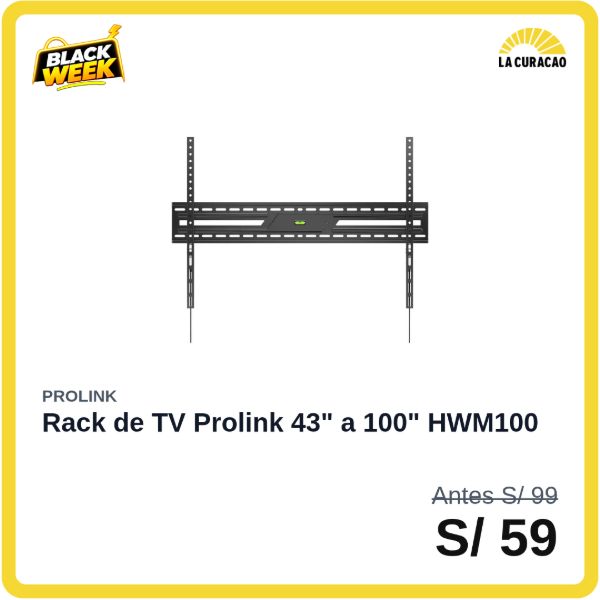 BLACK
WEEK
LA CURACAO
PROLINK
Rack de TV Prolink 43" a 100" HWM100
Antes S/ 99
S/ 59